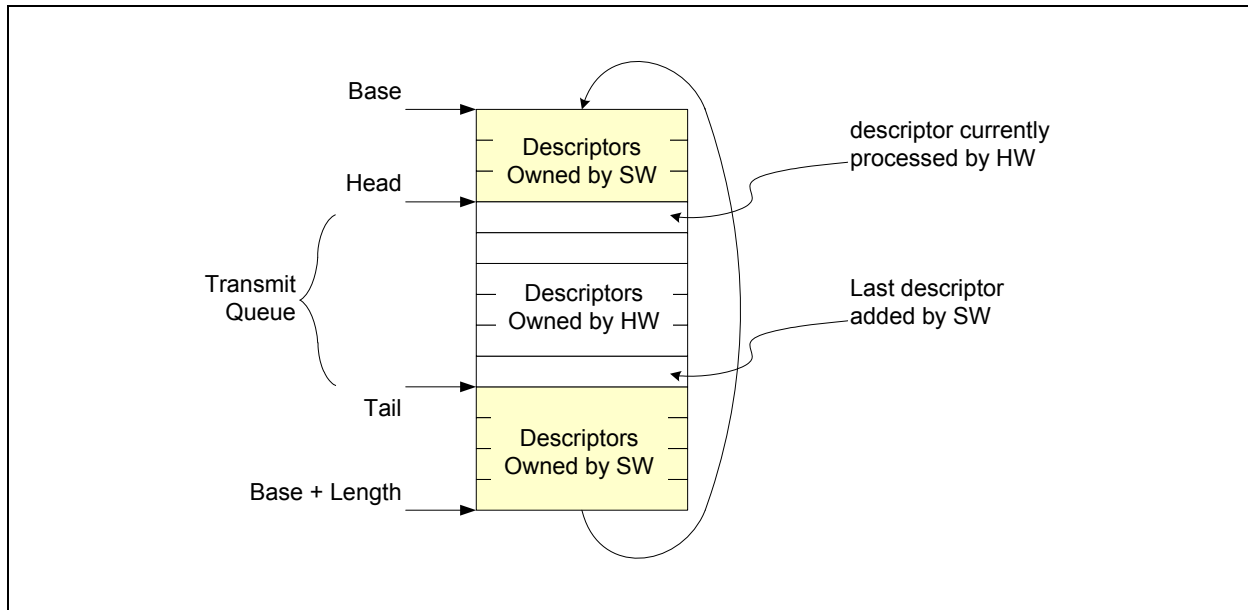 Base
Descriptors
Owned by SW
descriptor currently
processed by HW
Head
Transmit
Queue
Descriptors
Owned by HW
Last descriptor
added by SW
Tail
Descriptors
Owned by SW
Base + Length